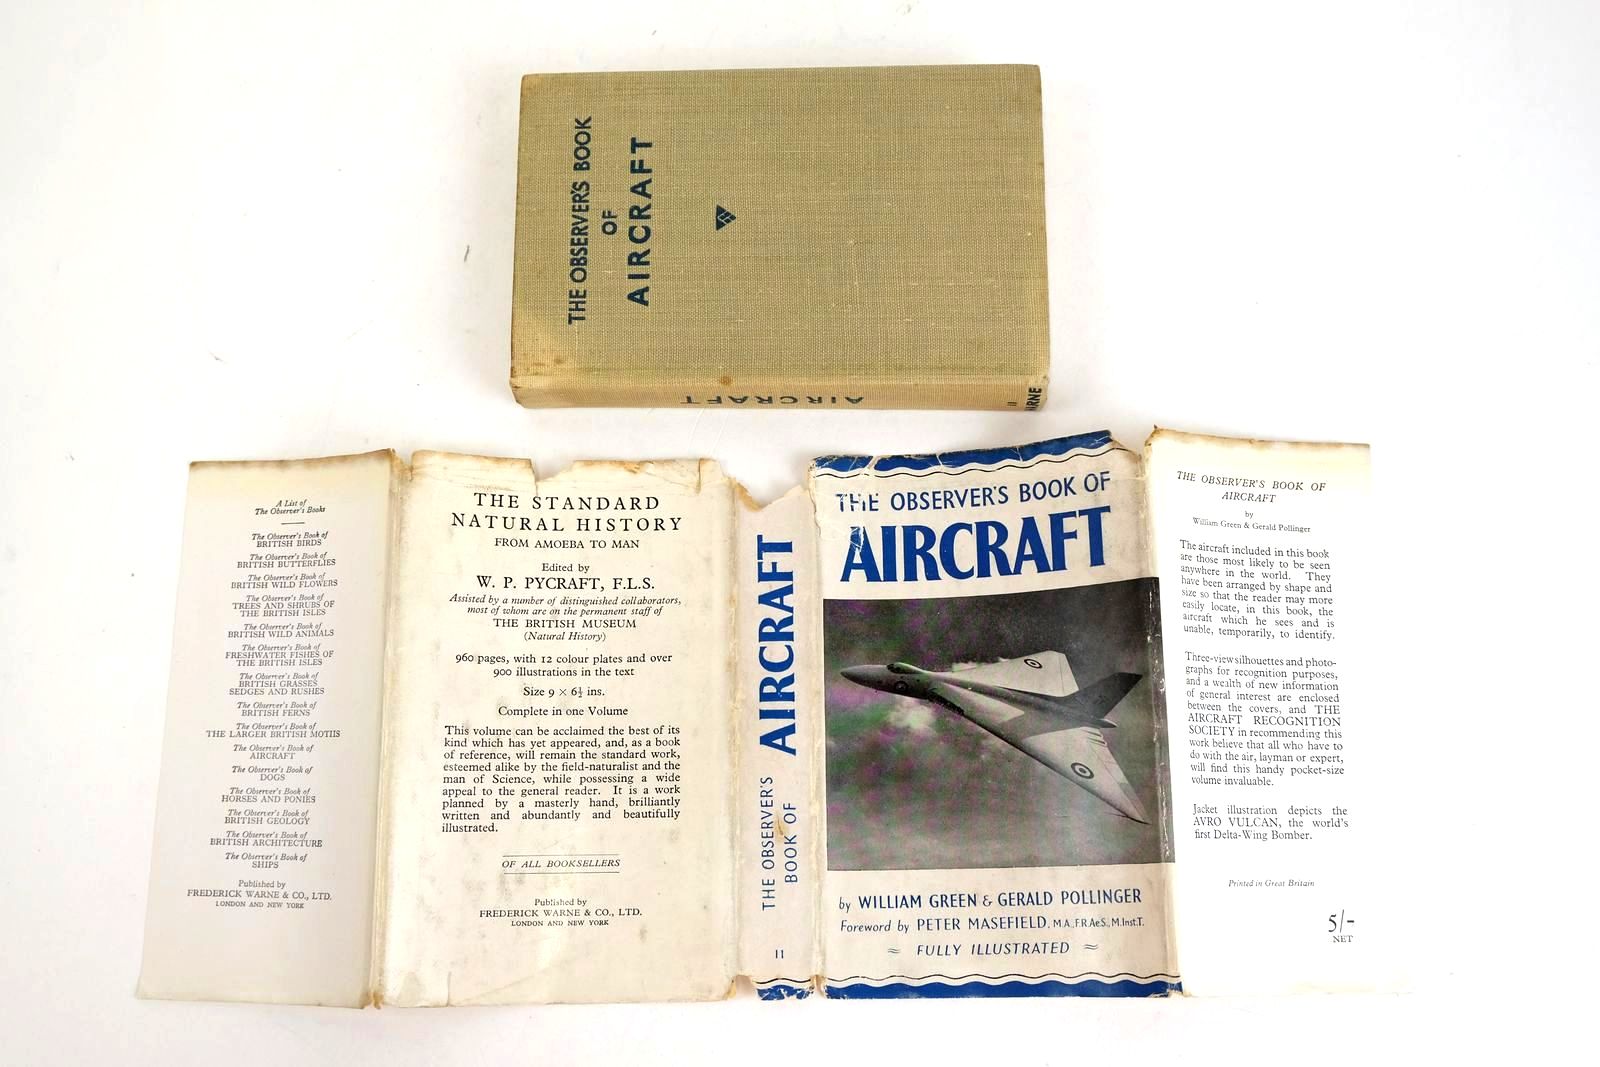 THE OBSERVER'S BOOK
OF
AIRCRAFT
AIRCRAFT
11
WARNE
A List of
The Observer's Books
The Observer's Book of
BRITISH BIRDS
The Observer's Book of
BRITISH BUTTERFLIES
The Observer's Book of
BRITISH WILD FLOWERS
The Observer's Book of
TREES AND SHRUBS OF
THE BRITISH ISLES
The Observer's Book of
BRITISH WILD ANIMALS
The Observer's Book of
FRESHWATER FISHES OF
THE BRITISH ISLES
The Observer's Book of
BRITISH GRASSES
SEDGES AND RUSHES
The Observer's Book of
BRITISH FERNS
The Observer's Book of
THE LARGER BRITISH MOTHS
The Observer's Book of
AIRCRAFT
The Observer's Book of
DOGS
The Observer's Book of
HORSES AND PONIES
The Observer's Book of
BRITISH GEOLOGY
The Observer's Book of
BRITISH ARCHITECTURE
The Observer's Book of
SHIPS
Published by
FREDERICK WARNE & CO., LTD.
LONDON AND NEW YORK
THE STANDARD
NATURAL HISTORY
FROM AMOEBA TO MAN
Edited by
W. P. PYCRAFT, F.L.S.
Assisted by a number of distinguished collaborators,
most of whom are on the permanent staff of
THE BRITISH MUSEUM
(Natural History)
960 pages, with 12 colour plates and over
900 illustrations in the text
Size 9 × 6½ ins.
Complete in one Volume
This volume can be acclaimed the best of its
kind which has yet appeared, and, as a book
of reference, will remain the standard work,
esteemed alike by the field-naturalist and the
man of Science, while possessing a wide
appeal to the general reader. It is a work
planned by a masterly hand, brilliantly
written and abundantly and beautifully
illustrated.
OF ALL BOOKSELLERS
Published by
FREDERICK WARNE & CO., LTD.
LONDON AND NEW YORK
THE OBSERVER'S
BOOK OF
AIRCRAFT
11
THE OBSERVER'S BOOK OF
AIRCRAFT
by WILLIAM GREEN & GERALD POLLINGER
Foreword by PETER MASEFIELD, M.A., F.R.Ae.S., M.Inst.T.
≈ FULLY ILLUSTRATED ≈
THE OBSERVER'S BOOK OF
AIRCRAFT
by
William Green & Gerald Pollinger
The aircraft included in this book
are those most likely to be seen
anywhere in the world. They
have been arranged by shape and
size so that the reader may more
easily locate, in this book, the
aircraft which he sees and is
unable, temporarily, to identify.
Three-view silhouettes and photo-
graphs for recognition purposes,
and a wealth of new information
of general interest are enclosed
between the covers, and THE
AIRCRAFT RECOGNITION
SOCIETY in recommending this
work believe that all who have to
do with the air, layman or expert,
will find this handy pocket-size
volume invaluable.
Jacket illustration depicts the
AVRO VULCAN, the world's
first Delta-Wing Bomber.
Printed in Great Britain
5/-
NET